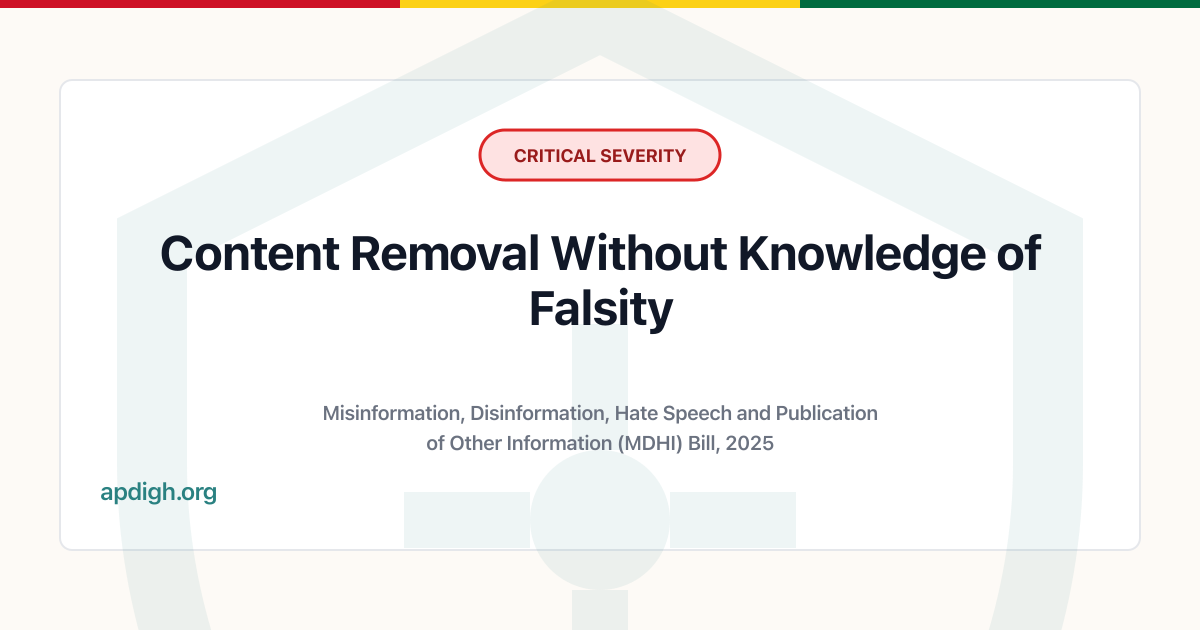 CRITICAL SEVERITY
Content Removal Without Knowledge of
Falsity
Misinformation, Disinformation, Hate Speech and Publication
of Other Information (MDHI) Bill, 2025
apdigh.org